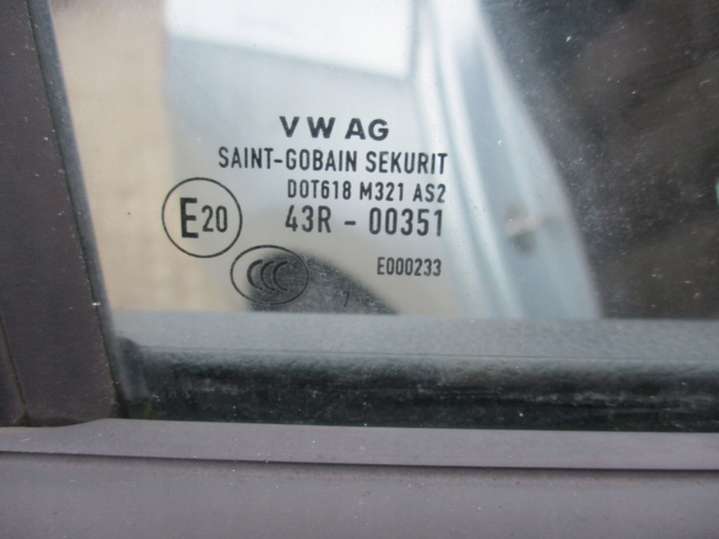 VW AG
SAINT-GOBAIN SEKURIT
DOT618 M321 AS2
E20 43R - 00351
CCC E000233